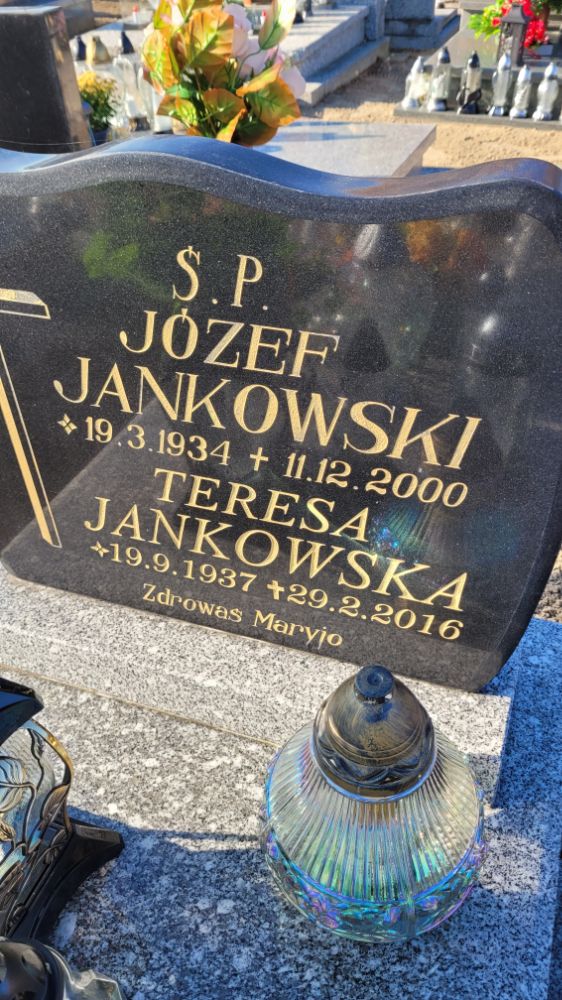 Ś.P.
JÓZEF
JANKOWSKI
19.3.1934 11.12.2000
TERESA
JANKOWSKA
19.9.1937 29.2.2016
Zdrowaś Maryjo